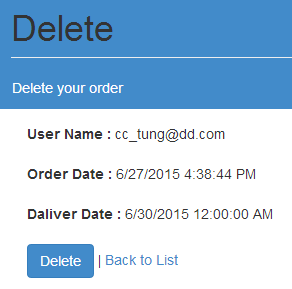 Delete
Delete your order
User Name : cc_tung@dd.com
Order Date : 6/27/2015 4:38:44 PM
Daliver Date : 6/30/2015 12:00:00 AM
Delete | Back to List